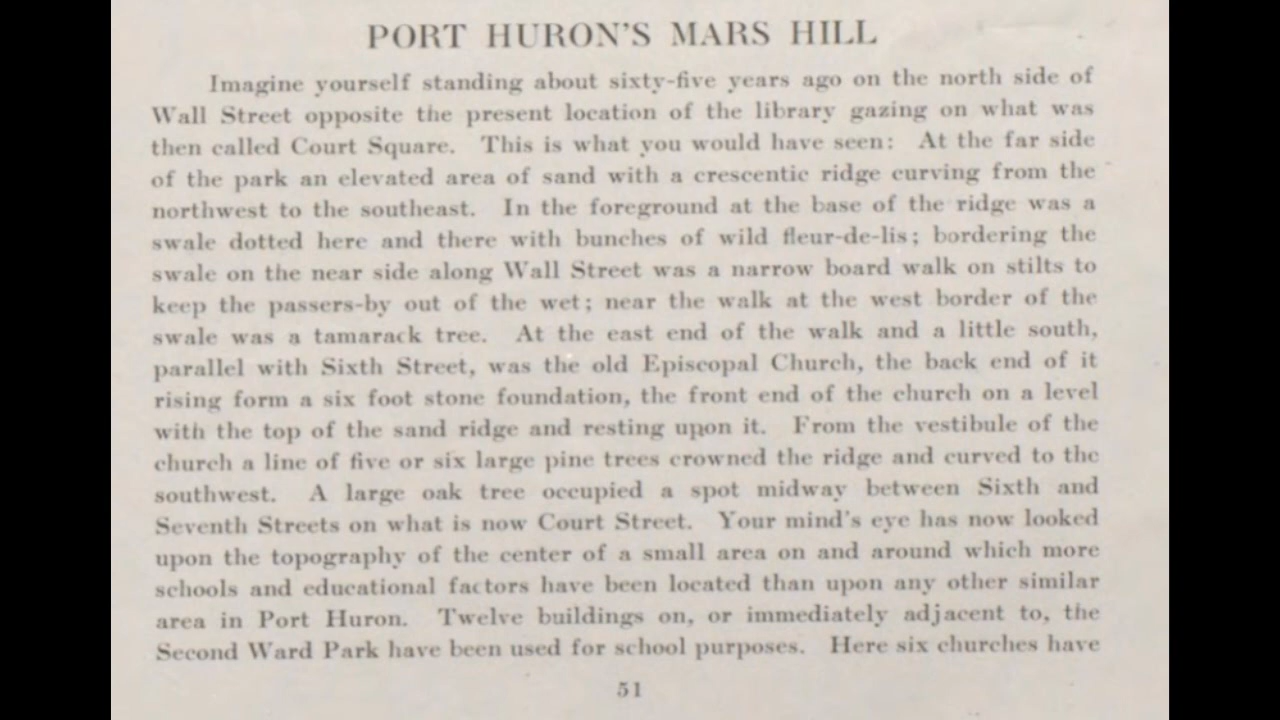 PORT HURON'S MARS HILL
Imagine yourself standing about sixty-five years ago on the north side of
Wall Street opposite the present location of the library gazing on what was
then called Court Square. This is what you would have seen: At the far side
of the park an elevated area of sand with a crescentic ridge curving from the
northwest to the southeast. In the foreground at the base of the ridge was a
swale dotted here and there with bunches of wild fleur-de-lis; bordering the
swale on the near side along Wall Street was a narrow board walk on stilts to
keep the passers-by out of the wet; near the walk at the west border of the
swale was a tamarack tree. At the east end of the walk and a little south,
parallel with Sixth Street, was the old Episcopal Church, the back end of it
rising form a six foot stone foundation, the front end of the church on a level
with the top of the sand ridge and resting upon it. From the vestibule of the
church a line of five or six large pine trees crowned the ridge and curved to the
southwest. A large oak tree occupied a spot midway between Sixth and
Seventh Streets on what is now Court Street. Your mind's eye has now looked
upon the topography of the center of a small area on and around which more
schools and educational factors have been located than upon any other similar
area in Port Huron. Twelve buildings on, or immediately adjacent to, the
Second Ward Park have been used for school purposes. Here six churches have
51